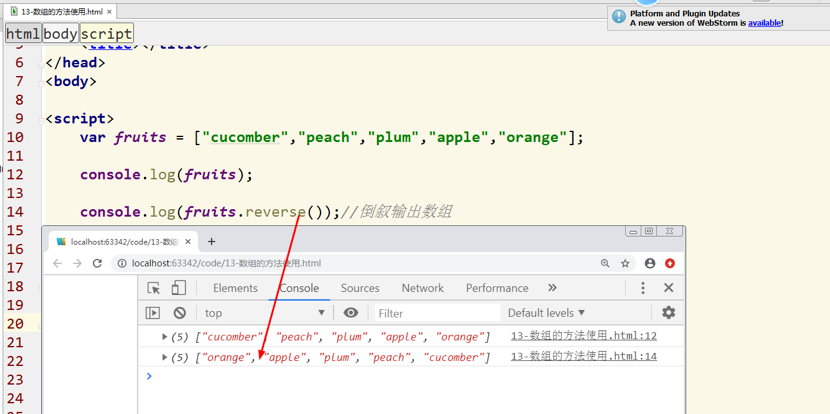 13-数组的方法使用.html ×
Platform and Plugin Updates
A new version of WebStorm is available!
html body script
6 </head>
7 <body>
8
9 <script>
10 var fruits = ["cucomber","peach","plum","apple","orange"];
11
12 console.log(fruits);
13
14 console.log(fruits.reverse());//倒叙输出数组
15
16
17
18
19
20
21
22
23
24
localhost:63342/code/13-数组 × +
localhost:63342/code/13-数组的方法使用.html
Elements Console Sources Network Performance »
top Filter Default levels
(5) ["cucomber", "peach", "plum", "apple", "orange"] 13-数组的方法使用.html:12
(5) ["orange", "apple", "plum", "peach", "cucomber"] 13-数组的方法使用.html:14
>